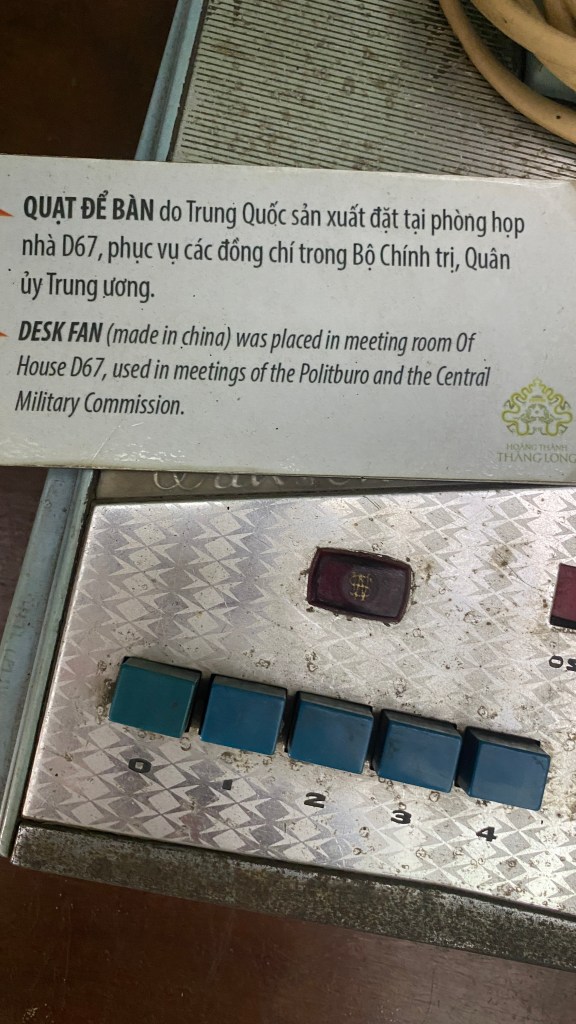 QUẠT ĐỂ BÀN do Trung Quốc sản xuất đặt tại phòng họp
nhà D67, phục vụ các đồng chí trong Bộ Chính trị, Quân
ủy Trung ương.
DESK FAN (made in china) was placed in meeting room Of
House D67, used in meetings of the Politburo and the Central
Military Commission.
HOÀNG THÀNH
THĂNG LONG
0 1 2 3 4